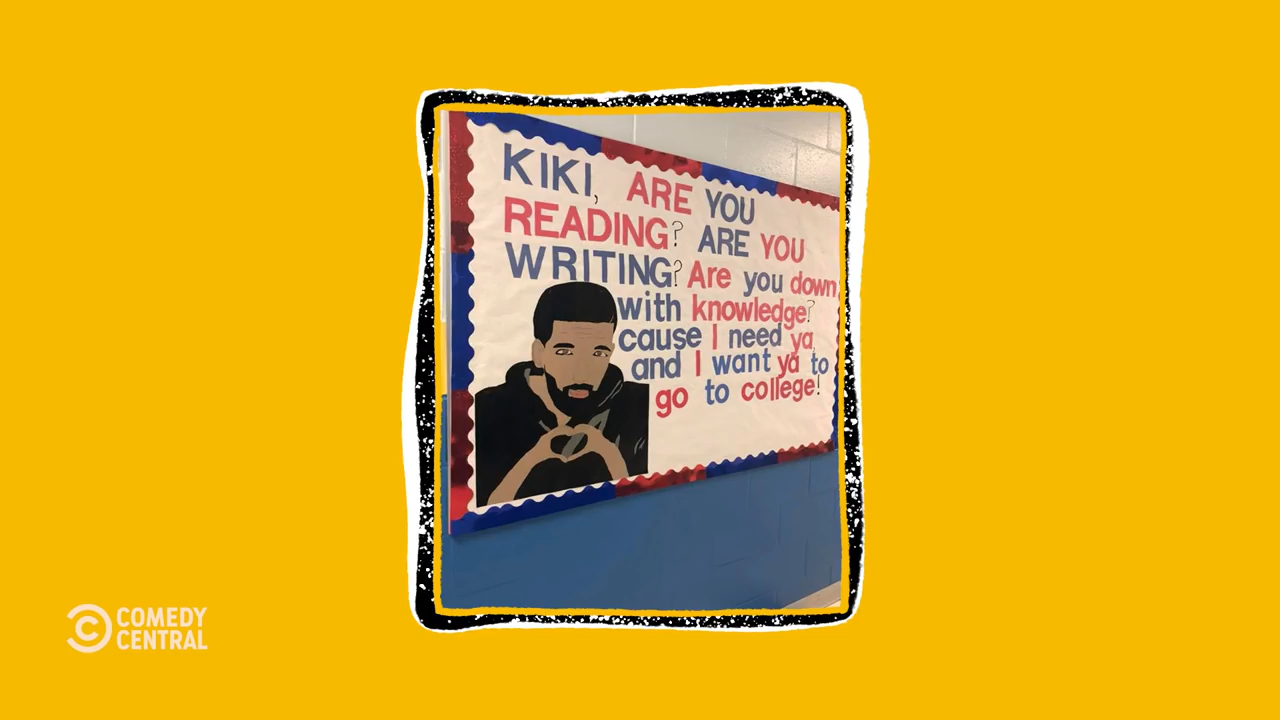 KIKI, ARE YOU
READING? ARE YOU
WRITING? Are you down
with knowledge?
cause I need ya,
and I want ya to
go to college!
COMEDY
CENTRAL